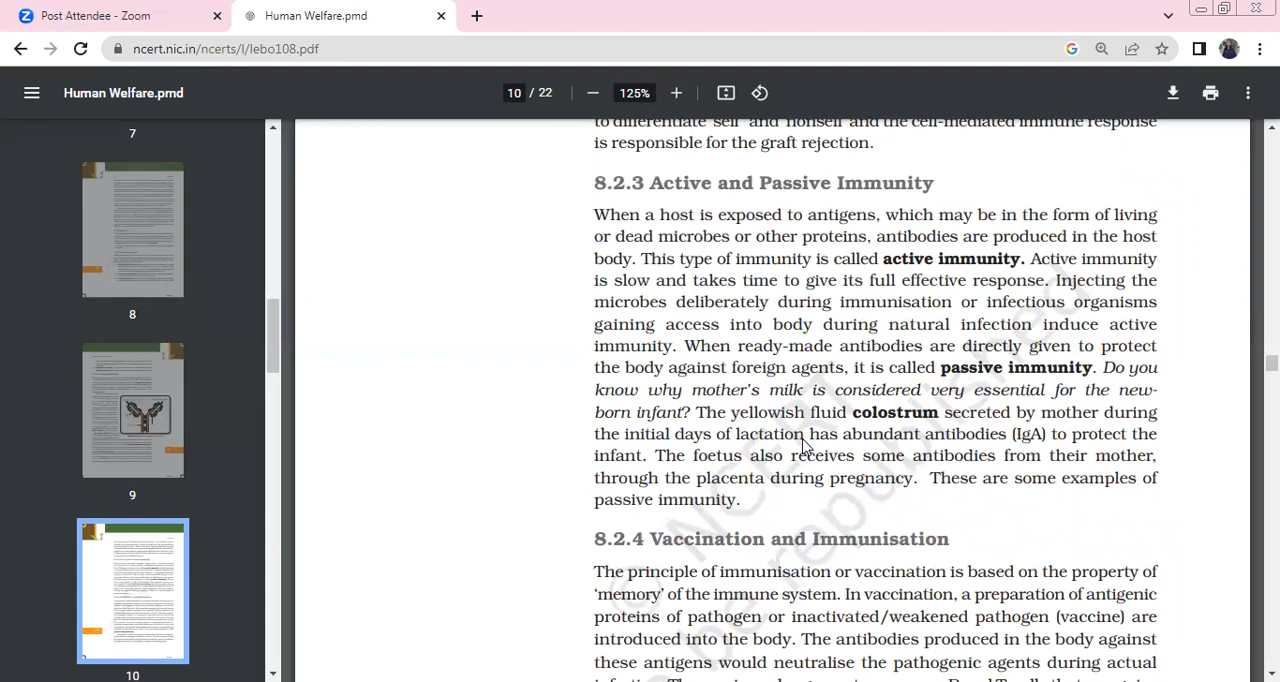 Post Attendee - Zoom
Human Welfare.pmd
ncert.nic.in/ncerts/l/lebo108.pdf
Human Welfare.pmd
10 / 22
125%
7
8
9
10
to differentiate 'self' and 'nonself' and the cell-mediated immune response
is responsible for the graft rejection.
8.2.3 Active and Passive Immunity
When a host is exposed to antigens, which may be in the form of living
or dead microbes or other proteins, antibodies are produced in the host
body. This type of immunity is called active immunity. Active immunity
is slow and takes time to give its full effective response. Injecting the
microbes deliberately during immunisation or infectious organisms
gaining access into body during natural infection induce active
immunity. When ready-made antibodies are directly given to protect
the body against foreign agents, it is called passive immunity. Do you
know why mother's milk is considered very essential for the new-
born infant? The yellowish fluid colostrum secreted by mother during
the initial days of lactation has abundant antibodies (IgA) to protect the
infant. The foetus also receives some antibodies from their mother,
through the placenta during pregnancy. These are some examples of
passive immunity.
8.2.4 Vaccination and Immunisation
The principle of immunisation or vaccination is based on the property of
'memory' of the immune system. In vaccination, a preparation of antigenic
proteins of pathogen or inactivated/weakened pathogen (vaccine) are
introduced into the body. The antibodies produced in the body against
these antigens would neutralise the pathogenic agents during actual